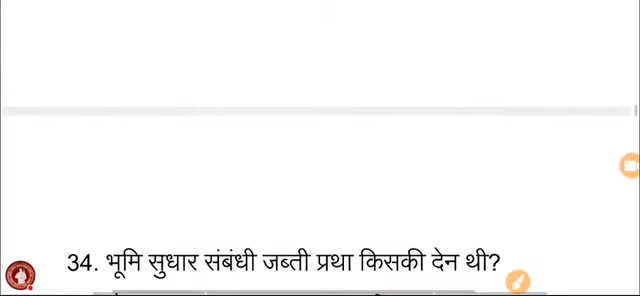 34. भूमि सुधार संबंधी जब्ती प्रथा किसकी देन थी?